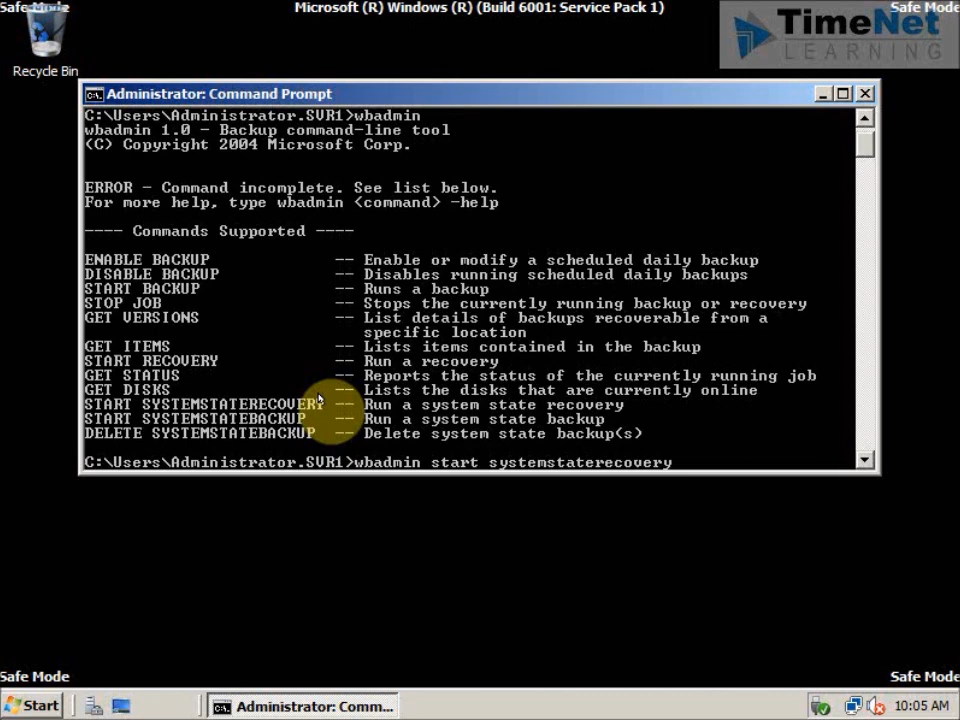 Safe Mode
Microsoft (R) Windows (R) (Build 6001: Service Pack 1)
Safe Mode
TimeNet
LEARNING
Recycle Bin
Administrator: Command Prompt
C:\Users\Administrator.SVR1>wbadmin
wbadmin 1.0 - Backup command-line tool
(C) Copyright 2004 Microsoft Corp.
ERROR - Command incomplete. See list below.
For more help, type wbadmin <command> -help
---- Commands Supported ----
ENABLE BACKUP -- Enable or modify a scheduled daily backup
DISABLE BACKUP -- Disables running scheduled daily backups
START BACKUP -- Runs a backup
STOP JOB -- Stops the currently running backup or recovery
GET VERSIONS -- List details of backups recoverable from a
specific location
GET ITEMS -- Lists items contained in the backup
START RECOVERY -- Run a recovery
GET STATUS -- Reports the status of the currently running job
GET DISKS -- Lists the disks that are currently online
START SYSTEMSTATERECOVERY -- Run a system state recovery
START SYSTEMSTATEBACKUP -- Run a system state backup
DELETE SYSTEMSTATEBACKUP -- Delete system state backup(s)
C:\Users\Administrator.SVR1>wbadmin start systemstaterecovery
Safe Mode
Safe Mode
Start
Administrator: Comm...
10:05 AM